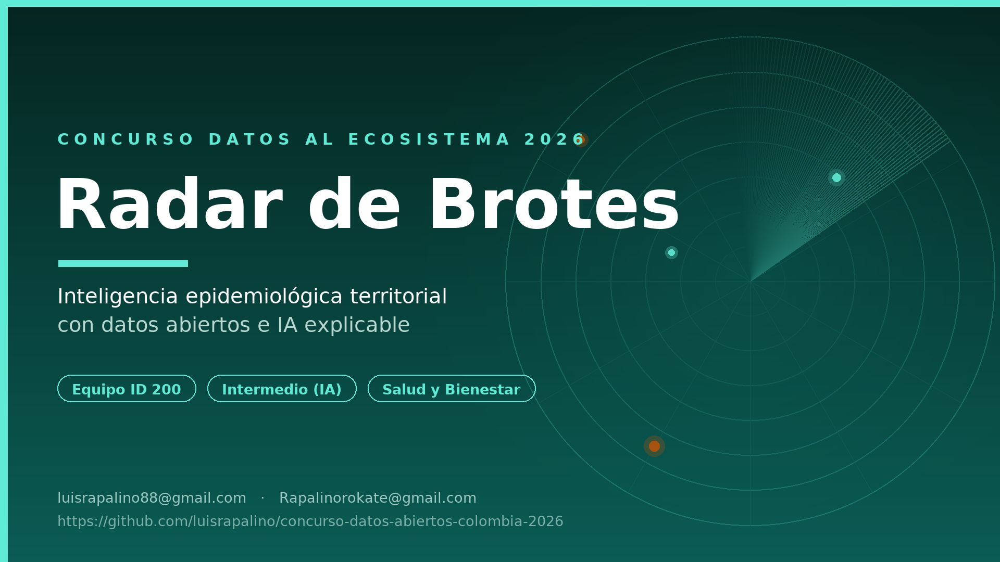 CONCURSO DATOS AL ECOSISTEMA 2026
Radar de Brotes
Inteligencia epidemiológica territorial
con datos abiertos e IA explicable
Equipo ID 200
Intermedio (IA)
Salud y Bienestar
luisrapalino88@gmail.com · Rapalinorokate@gmail.com
https://github.com/luisrapalino/concurso-datos-abiertos-colombia-2026